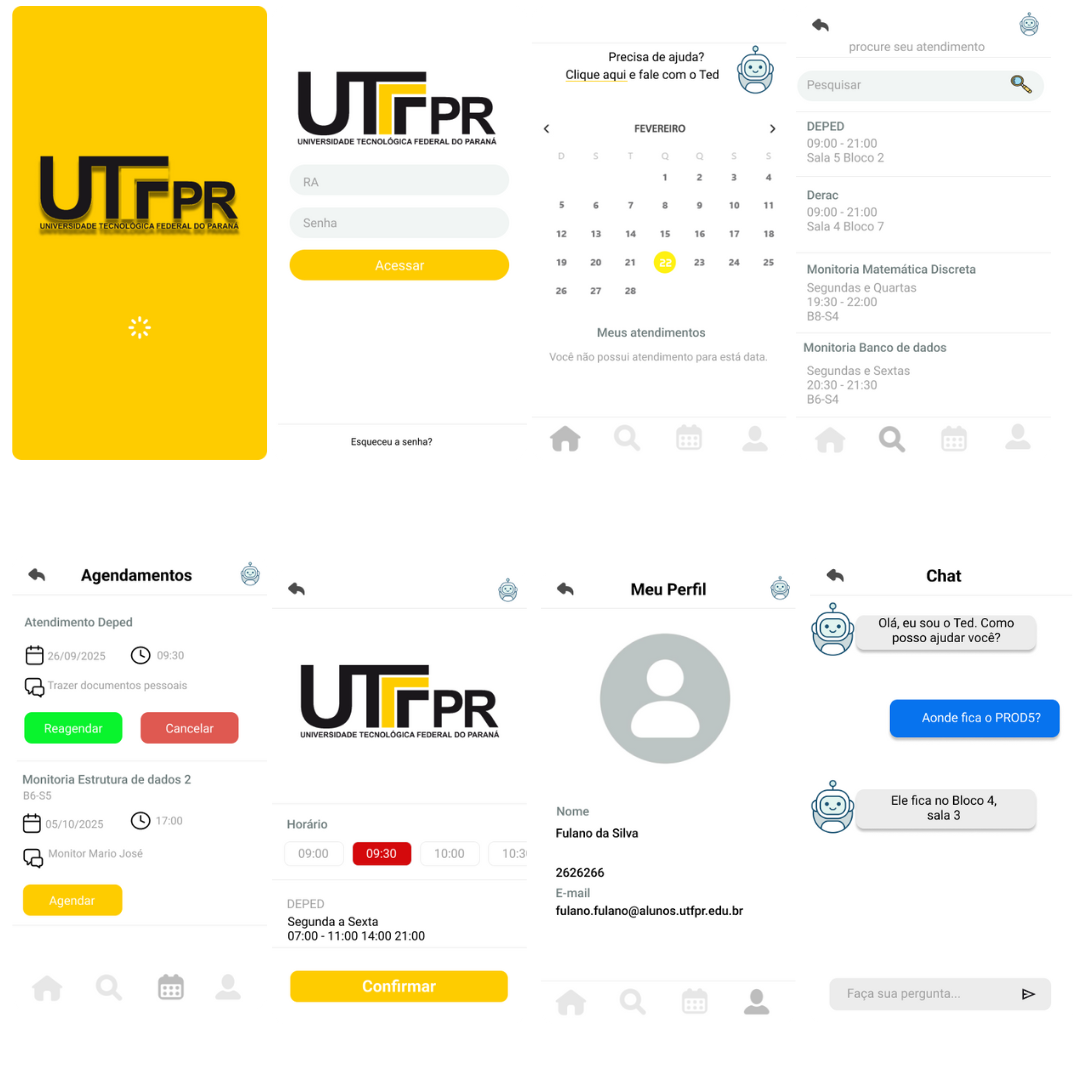 UTFPR
UNIVERSIDADE TECNOLÓGICA FEDERAL DO PARANÁ
UTFPR
UNIVERSIDADE TECNOLÓGICA FEDERAL DO PARANÁ
RA
Senha
Acessar
Esqueceu a senha?
Precisa de ajuda?
Clique aqui e fale com o Ted
FEVEREIRO
D S T Q Q S S
1 2 3 4
5 6 7 8 9 10 11
12 13 14 15 16 17 18
19 20 21 22 23 24 25
26 27 28
Meus atendimentos
Você não possui atendimento para está data.
procure seu atendimento
Pesquisar
DEPED
09:00 - 21:00
Sala 5 Bloco 2
Derac
09:00 - 21:00
Sala 4 Bloco 7
Monitoria Matemática Discreta
Segundas e Quartas
19:30 - 22:00
B8-S4
Monitoria Banco de dados
Segundas e Sextas
20:30 - 21:30
B6-S4
Agendamentos
Atendimento Deped
26/09/2025 09:30
Trazer documentos pessoais
Reagendar Cancelar
Monitoria Estrutura de dados 2
B6-S5
05/10/2025 17:00
Monitor Mario José
Agendar
UTFPR
UNIVERSIDADE TECNOLÓGICA FEDERAL DO PARANÁ
Horário
09:00 09:30 10:00 10:30
DEPED
Segunda a Sexta
07:00 - 11:00 14:00 21:00
Confirmar
Meu Perfil
Nome
Fulano da Silva
2626266
E-mail
fulano.fulano@alunos.utfpr.edu.br
Chat
Olá, eu sou o Ted. Como
posso ajudar você?
Aonde fica o PROD5?
Ele fica no Bloco 4,
sala 3
Faça sua pergunta...